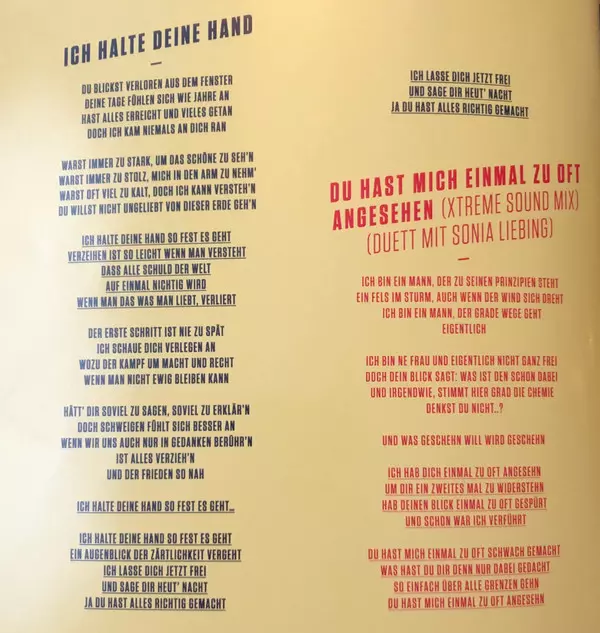 ICH HALTE DEINE HAND
DU BLICKST VERLOREN AUS DEM FENSTER
DEINE TAGE FÜHLEN SICH WIE JAHRE AN
HAST ALLES ERREICHT UND VIELES GETAN
DOCH ICH KAM NIEMALS AN DICH RAN
WARST IMMER ZU STARK, UM DAS SCHÖNE ZU SEH'N
WARST IMMER ZU STOLZ, MICH IN DEN ARM ZU NEHM'
WARST OFT VIEL ZU KALT, DOCH ICH KANN VERSTEH'N
DU WILLST NICHT UNGELIEBT VON DIESER ERDE GEH'N
ICH HALTE DEINE HAND SO FEST ES GEHT
VERZEIHEN IST SO LEICHT WENN MAN VERSTEHT
DASS ALLE SCHULD DER WELT
AUF EINMAL NICHTIG WIRD
WENN MAN DAS WAS MAN LIEBT, VERLIERT
DER ERSTE SCHRITT IST NIE ZU SPÄT
ICH SCHAUE DICH VERLEGEN AN
WOZU DER KAMPF UM MACHT UND RECHT
WENN MAN NICHT EWIG BLEIBEN KANN
HÄTT' DIR SOVIEL ZU SAGEN, SOVIEL ZU ERKLÄR'N
DOCH SCHWEIGEN FÜHLT SICH BESSER AN
WENN WIR UNS AUCH NUR IN GEDANKEN BERÜHR'N
IST ALLES VERZIEH'N
UND DER FRIEDEN SO NAH
ICH HALTE DEINE HAND SO FEST ES GEHT...
ICH HALTE DEINE HAND SO FEST ES GEHT
EIN AUGENBLICK DER ZÄRTLICHKEIT VERGEHT
ICH LASSE DICH JETZT FREI
UND SAGE DIR HEUT' NACHT
JA DU HAST ALLES RICHTIG GEMACHT
ICH LASSE DICH JETZT FREI
UND SAGE DIR HEUT' NACHT
JA DU HAST ALLES RICHTIG GEMACHT
DU HAST MICH EINMAL ZU OFT
ANGESEHEN (XTREME SOUND MIX)
(DUETT MIT SONIA LIEBING)
ICH BIN EIN MANN, DER ZU SEINEN PRINZIPIEN STEHT
EIN FELS IM STURM, AUCH WENN DER WIND SICH DREHT
ICH BIN EIN MANN, DER GRADE WEGE GEHT
EIGENTLICH
ICH BIN NE FRAU UND EIGENTLICH NICHT GANZ FREI
DOCH DEIN BLICK SAGT: WAS IST DEN SCHON DABEI
UND IRGENDWIE, STIMMT HIER GRAD DIE CHEMIE
DENKST DU NICHT..?
UND WAS GESCHEHN WILL WIRD GESCHEHN
ICH HAB DICH EINMAL ZU OFT ANGESEHN
UM DIR EIN ZWEITES MAL ZU WIDERSTEHN
HAB DEINEN BLICK EINMAL ZU OFT GESPÜRT
UND SCHON WAR ICH VERFÜHRT
DU HAST MICH EINMAL ZU OFT SCHWACH GEMACHT
WAS HAST DU DIR DENN NUR DABEI GEDACHT
SO EINFACH ÜBER ALLE GRENZEN GEHN
DU HAST MICH EINMAL ZU OFT ANGESEHN